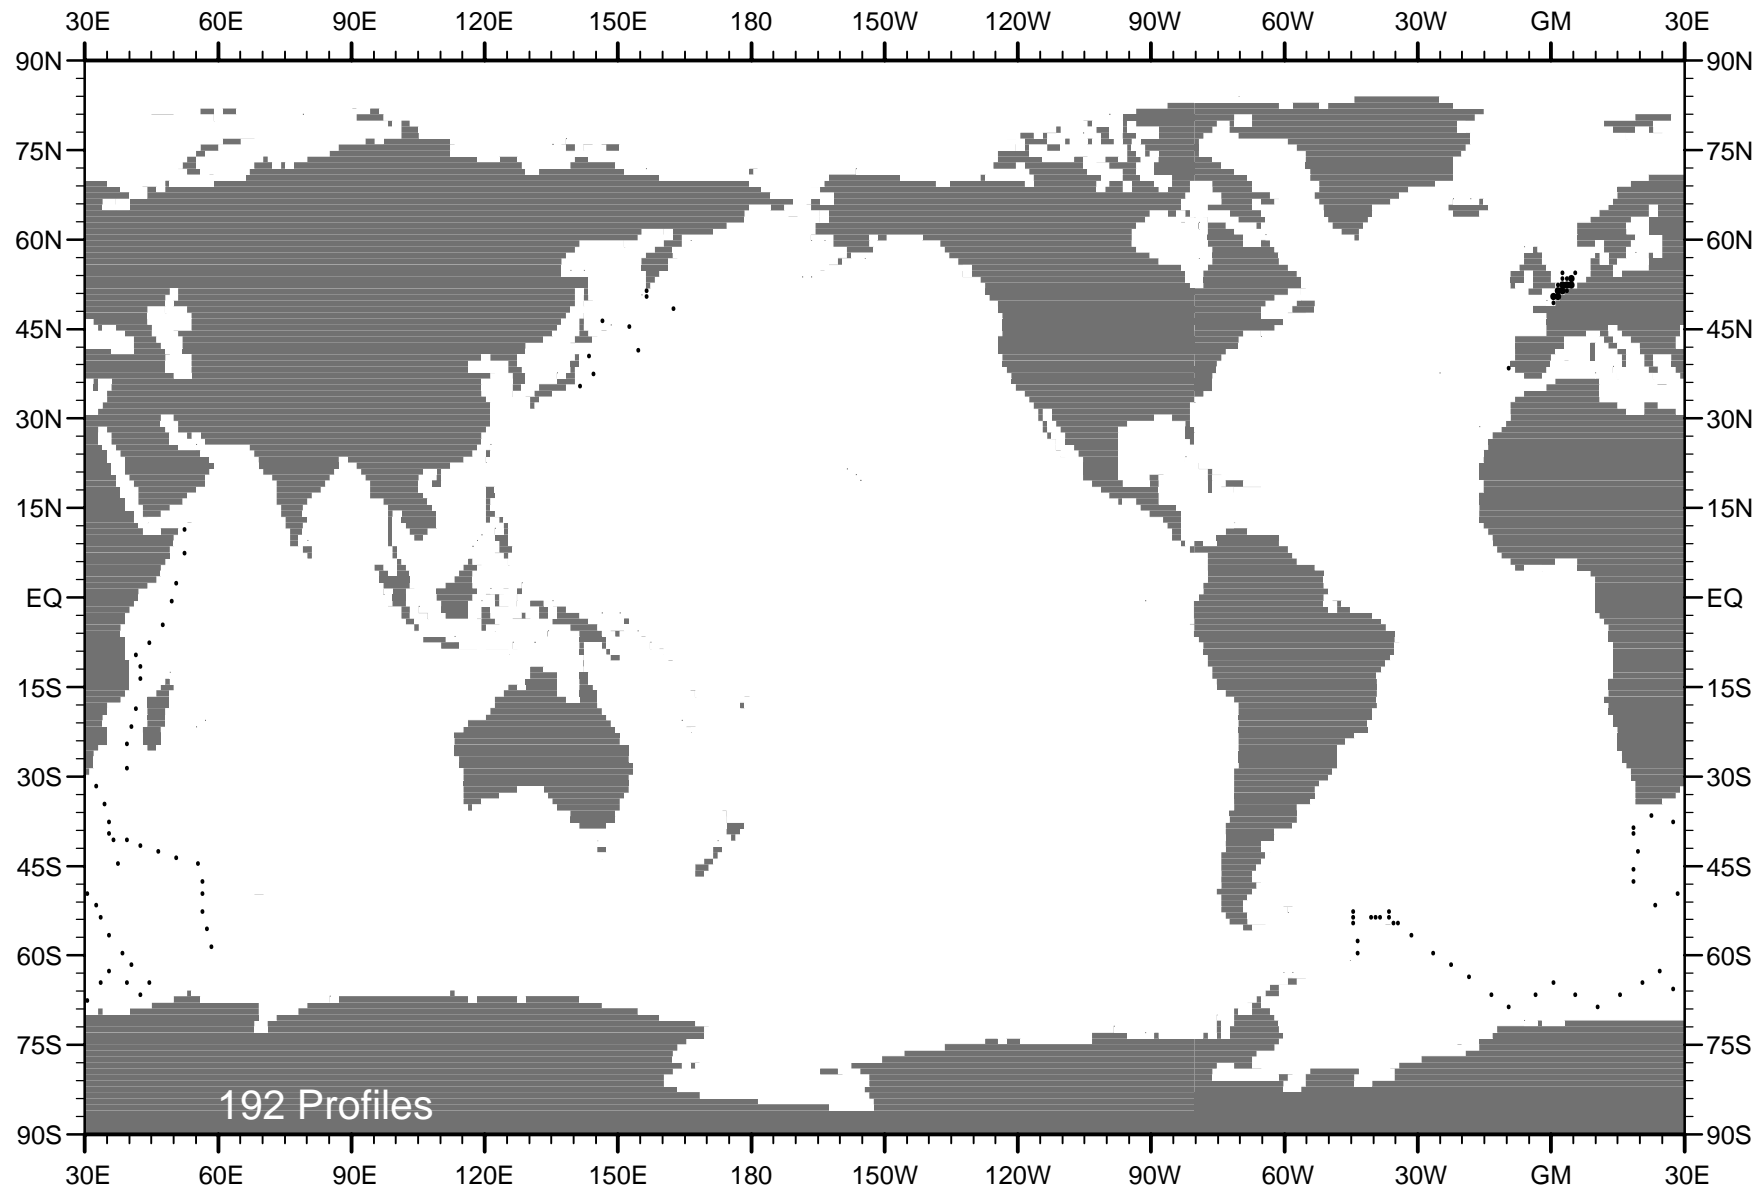 30E 60E 90E 120E 150E 180 150W 120W 90W 60W 30W GM 30E
90N 90N
75N 75N
60N 60N
45N 45N
30N 30N
15N 15N
EQ EQ
15S 15S
30S 30S
45S 45S
60S 60S
75S 75S
192 Profiles
90S 90S
30E 60E 90E 120E 150E 180 150W 120W 90W 60W 30W GM 30E